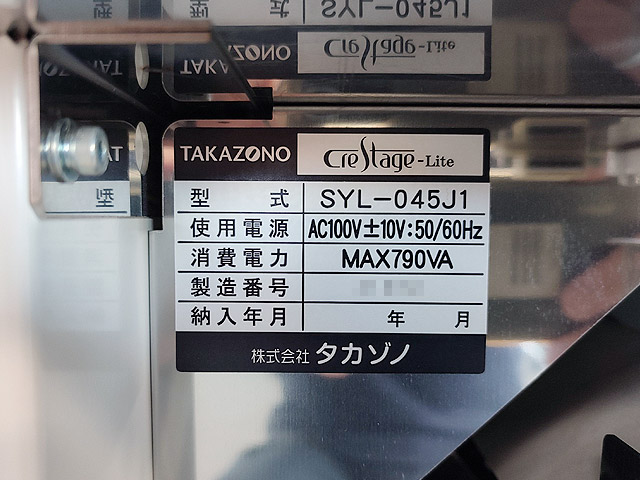 TAKAZONO CreStage-Lite
型 式 SYL-045J1
使用電源 AC100V±10V:50/60Hz
消費電力 MAX790VA
製造番号
納入年月 年 月
株式会社 タカゾノ